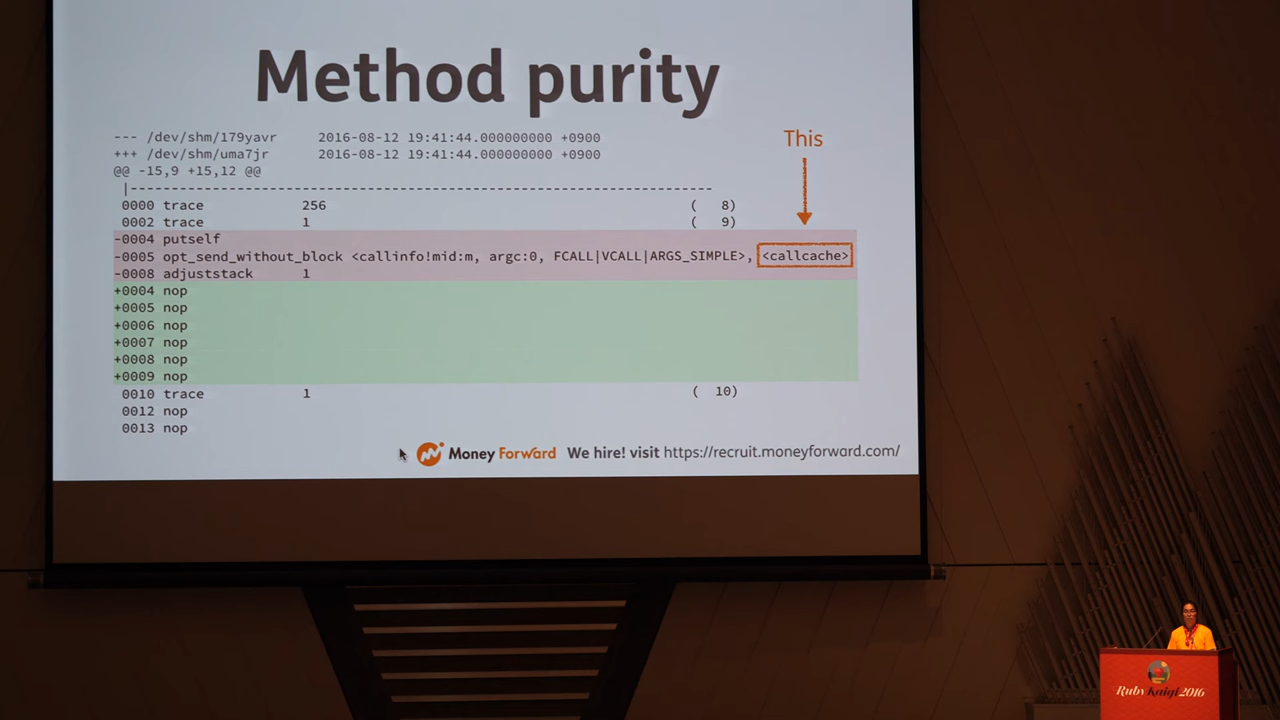 Method purity
--- /dev/shm/179yavr     2016-08-12 19:41:44.000000000 +0900
+++ /dev/shm/uma7jr      2016-08-12 19:41:44.000000000 +0900
@@ -15,9 +15,12 @@
This
|-----------------------------------------------------------------------
0000 trace            256                                             (   8)
0002 trace            1                                               (   9)
-0004 putself
-0005 opt_send_without_block <callinfo!mid:m, argc:0, FCALL|VCALL|ARGS_SIMPLE>, <callcache>
-0008 adjuststack      1
+0004 nop
+0005 nop
+0006 nop
+0007 nop
+0008 nop
+0009 nop
0010 trace            1                                               (  10)
0012 nop
0013 nop
Money Forward We hire! visit https://recruit.moneyforward.com/
Ruby Kaigi 2016